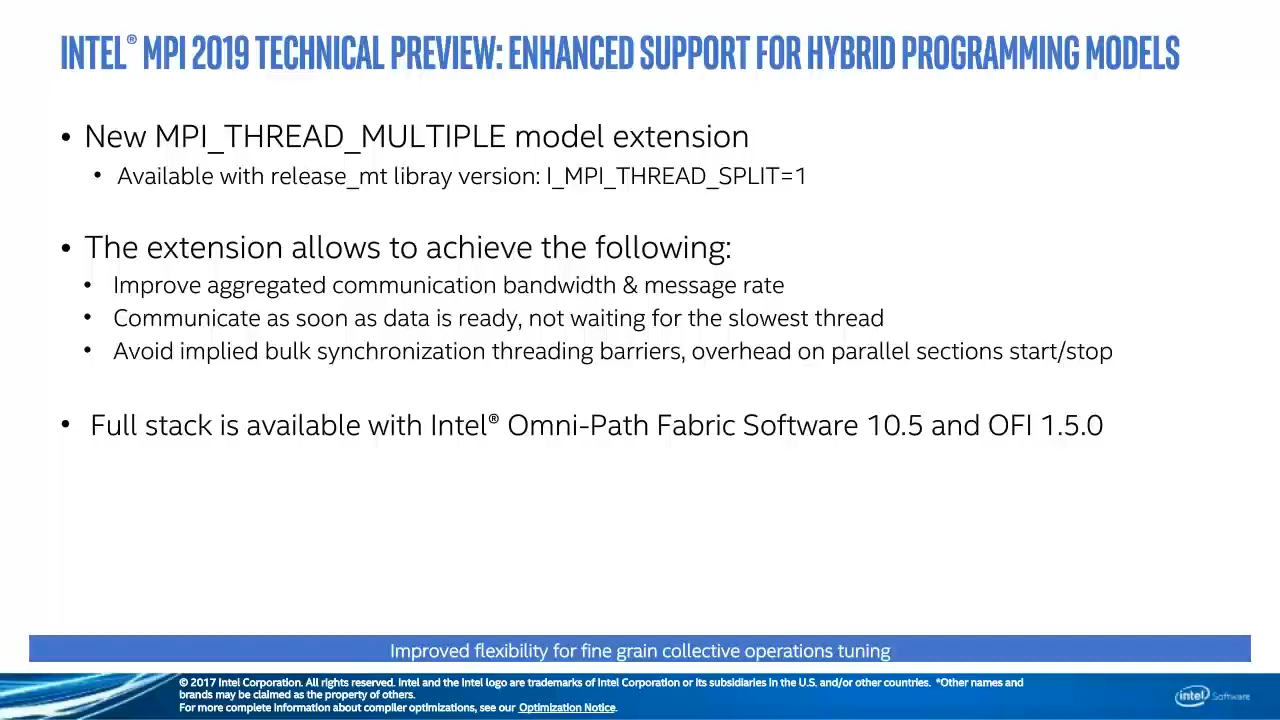 INTEL® MPI 2019 TECHNICAL PREVIEW: ENHANCED SUPPORT FOR HYBRID PROGRAMMING MODELS
• New MPI_THREAD_MULTIPLE model extension
• Available with release_mt libray version: I_MPI_THREAD_SPLIT=1
• The extension allows to achieve the following:
• Improve aggregated communication bandwidth & message rate
• Communicate as soon as data is ready, not waiting for the slowest thread
• Avoid implied bulk synchronization threading barriers, overhead on parallel sections start/stop
• Full stack is available with Intel® Omni-Path Fabric Software 10.5 and OFI 1.5.0
Improved flexibility for fine grain collective operations tuning
© 2017 Intel Corporation. All rights reserved. Intel and the Intel logo are trademarks of Intel Corporation or its subsidiaries in the U.S. and/or other countries. *Other names and
brands may be claimed as the property of others.
For more complete information about compiler optimizations, see our Optimization Notice.
intel Software